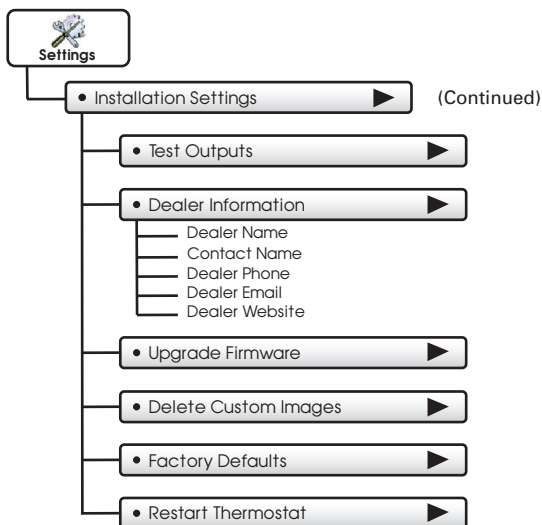 Settings
• Installation Settings
(Continued)
• Test Outputs
• Dealer Information
Dealer Name
Contact Name
Dealer Phone
Dealer Email
Dealer Website
• Upgrade Firmware
• Delete Custom Images
• Factory Defaults
• Restart Thermostat